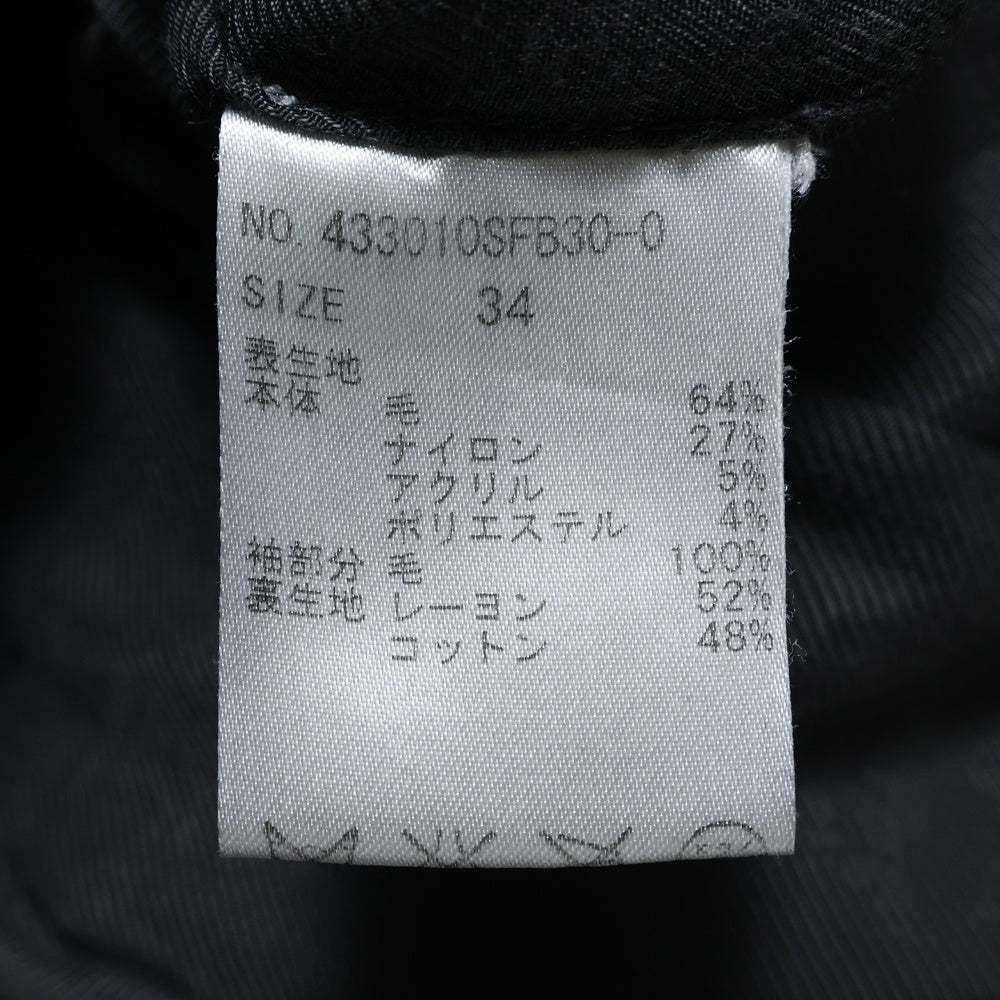 NO. 433010SFB30-0
SIZE 34
表生地
本体 毛 64%
ナイロン 27%
アクリル 5%
ポリエステル 4%
袖部分 毛 100%
裏生地 レーヨン 52%
コットン 48%